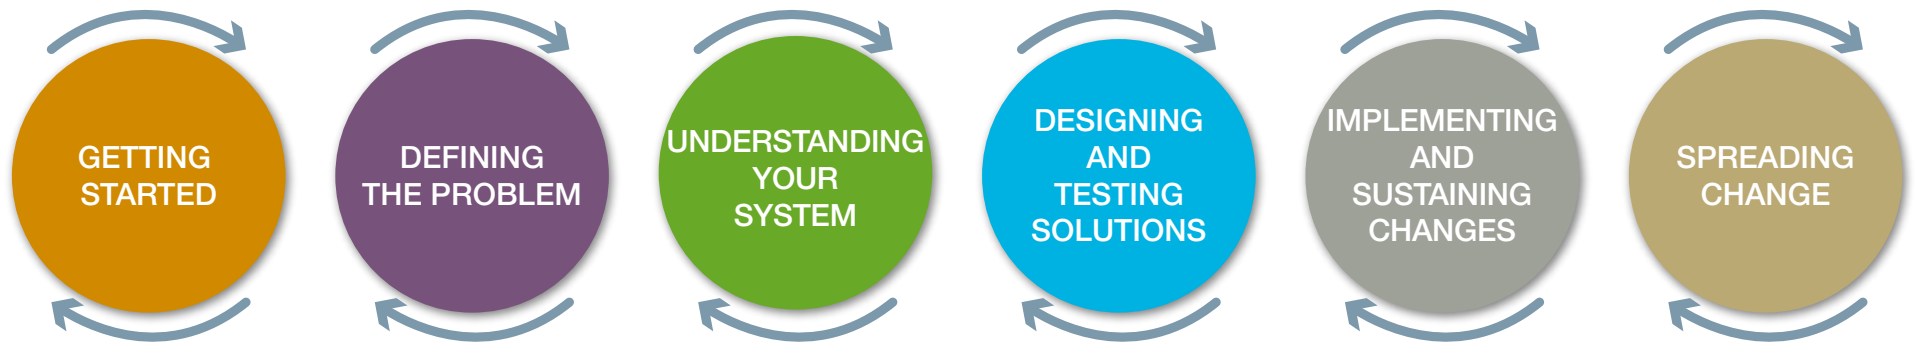 GETTING
STARTED
DEFINING
THE PROBLEM
UNDERSTANDING
YOUR
SYSTEM
DESIGNING
AND
TESTING
SOLUTIONS
IMPLEMENTING
AND
SUSTAINING
CHANGES
SPREADING
CHANGE